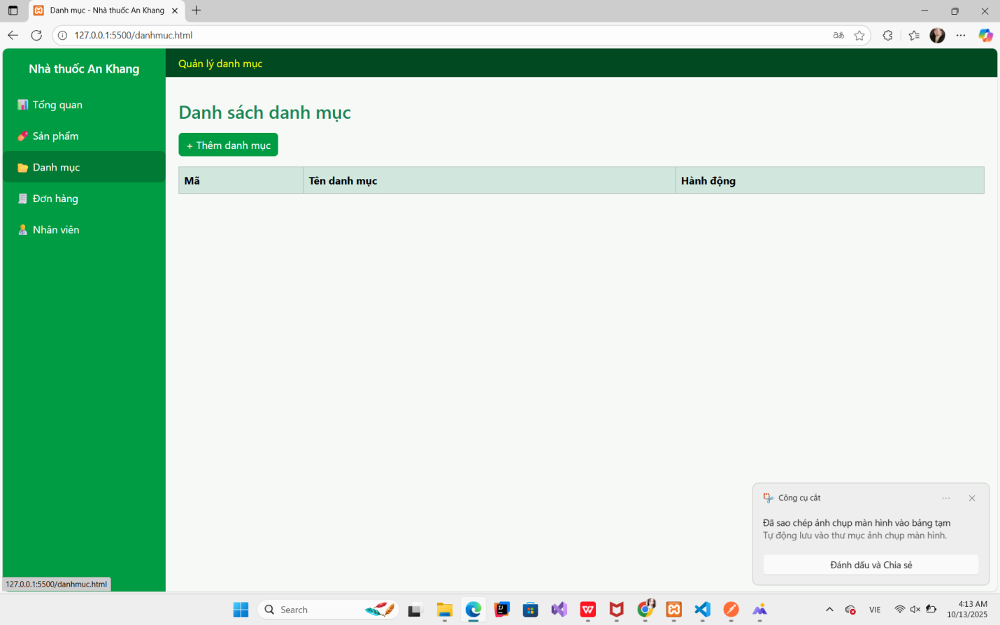 Danh mục - Nhà thuốc An Khang
127.0.0.1:5500/danhmuc.html
Nhà thuốc An Khang
Tổng quan
Sản phẩm
Danh mục
Đơn hàng
Nhân viên
Quản lý danh mục
Danh sách danh mục
+ Thêm danh mục
Mã Tên danh mục Hành động
Công cụ cắt
Đã sao chép ảnh chụp màn hình vào bảng tạm
Tự động lưu vào thư mục ảnh chụp màn hình.
Đánh dấu và Chia sẻ
127.0.0.1:5500/danhmuc.html
Search
VIE
4:13 AM
10/13/2025